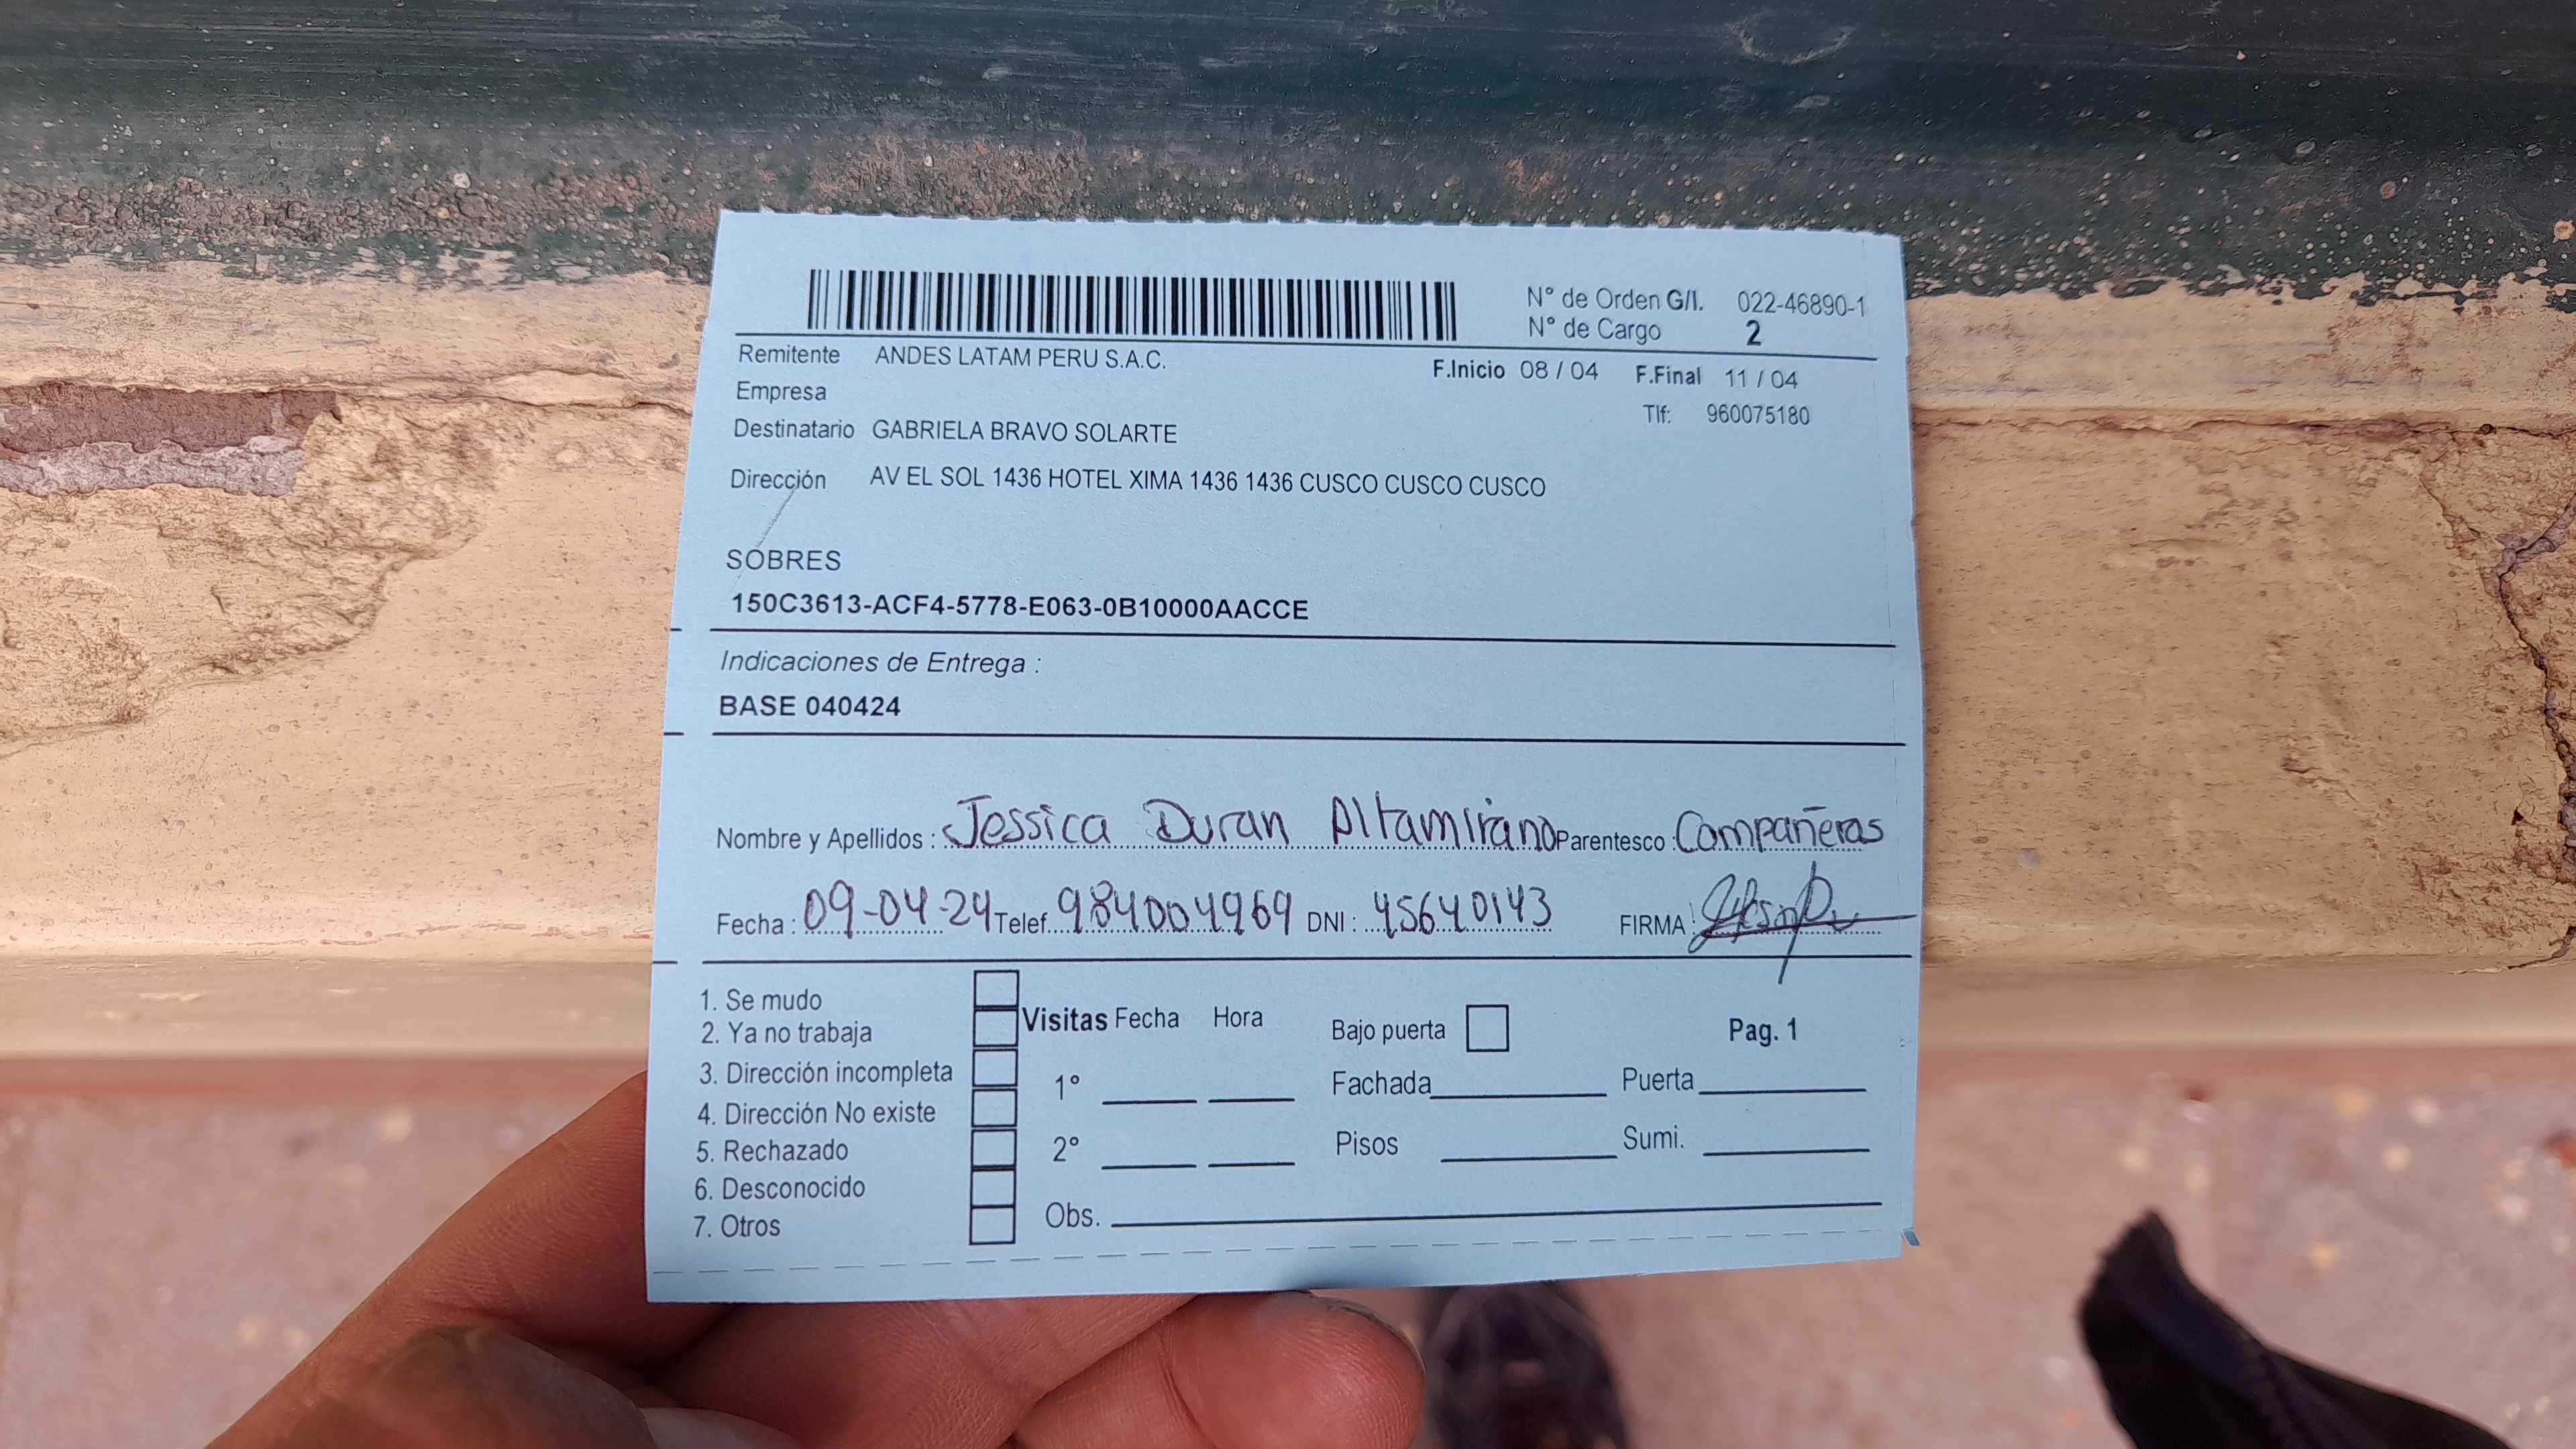 N° de Orden G/I. 022-46890-1
N° de Cargo 2
Remitente ANDES LATAM PERU S.A.C.
F.Inicio 08 / 04 F.Final 11 / 04
Empresa
Tlf: 960075180
Destinatario GABRIELA BRAVO SOLARTE
Dirección AV EL SOL 1436 HOTEL XIMA 1436 1436 CUSCO CUSCO CUSCO
SOBRES
150C3613-ACF4-5778-E063-0B10000AACCE
Indicaciones de Entrega :
BASE 040424
Nombre y Apellidos : Jessica Duran Altamirano Parentesco : Compañeras
Fecha : 09-04-24 Telef. 984004969 DNI : 45640143 FIRMA :
1. Se mudo
2. Ya no trabaja
3. Dirección incompleta
4. Dirección No existe
5. Rechazado
6. Desconocido
7. Otros
Visitas Fecha Hora
1°
2°
Obs.
Bajo puerta
Pag. 1
Fachada Puerta
Pisos Sumi.